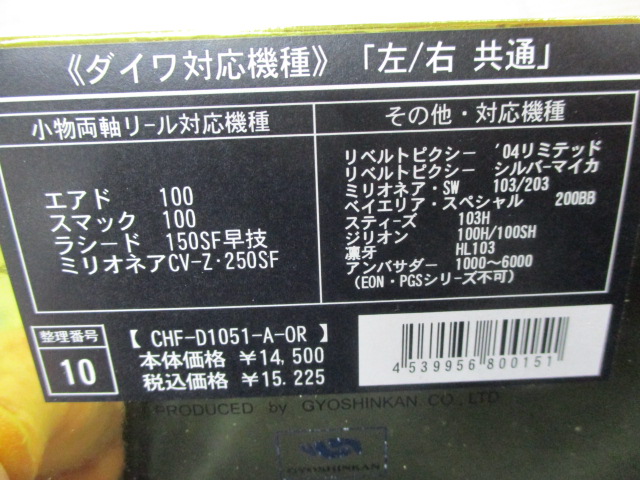 《ダイワ対応機種》 「左/右 共通」
小物両軸リール対応機種
エアド 100
スマック 100
ラシード 150SF早技
ミリオネアCV-Z・250SF
その他・対応機種
リベルトピクシー '04リミテッド
リベルトピクシー シルバーマイカ
ミリオネア・SW 103/203
ベイエリア・スペシャル 200BB
スティーズ 103H
ジリオン 100H/100SH
凛牙 HL103
アンバサダー 1000～6000
(EON・PGSシリーズ不可)
整理番号
10
【 CHF-D1051-A-OR 】
本体価格 ￥14,500
税込価格 ￥15.225
4539956800151
PRODUCED by GYOSHINKAN.CO.,LTD.
GYOSHINKAN